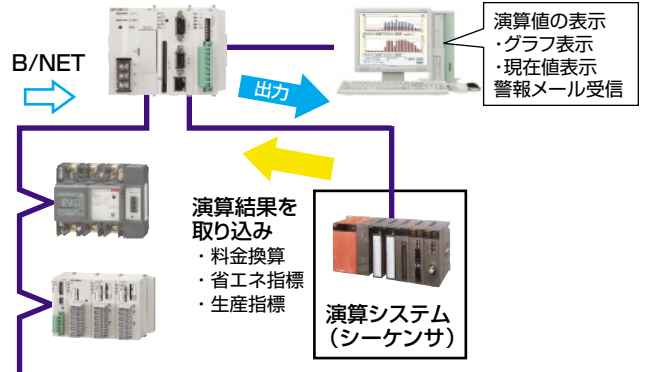 B/NET
出力
演算値の表示
・グラフ表示
・現在値表示
警報メール受信
演算結果を
取り込み
・料金換算
・省エネ指標
・生産指標
演算システム
（シーケンサ）